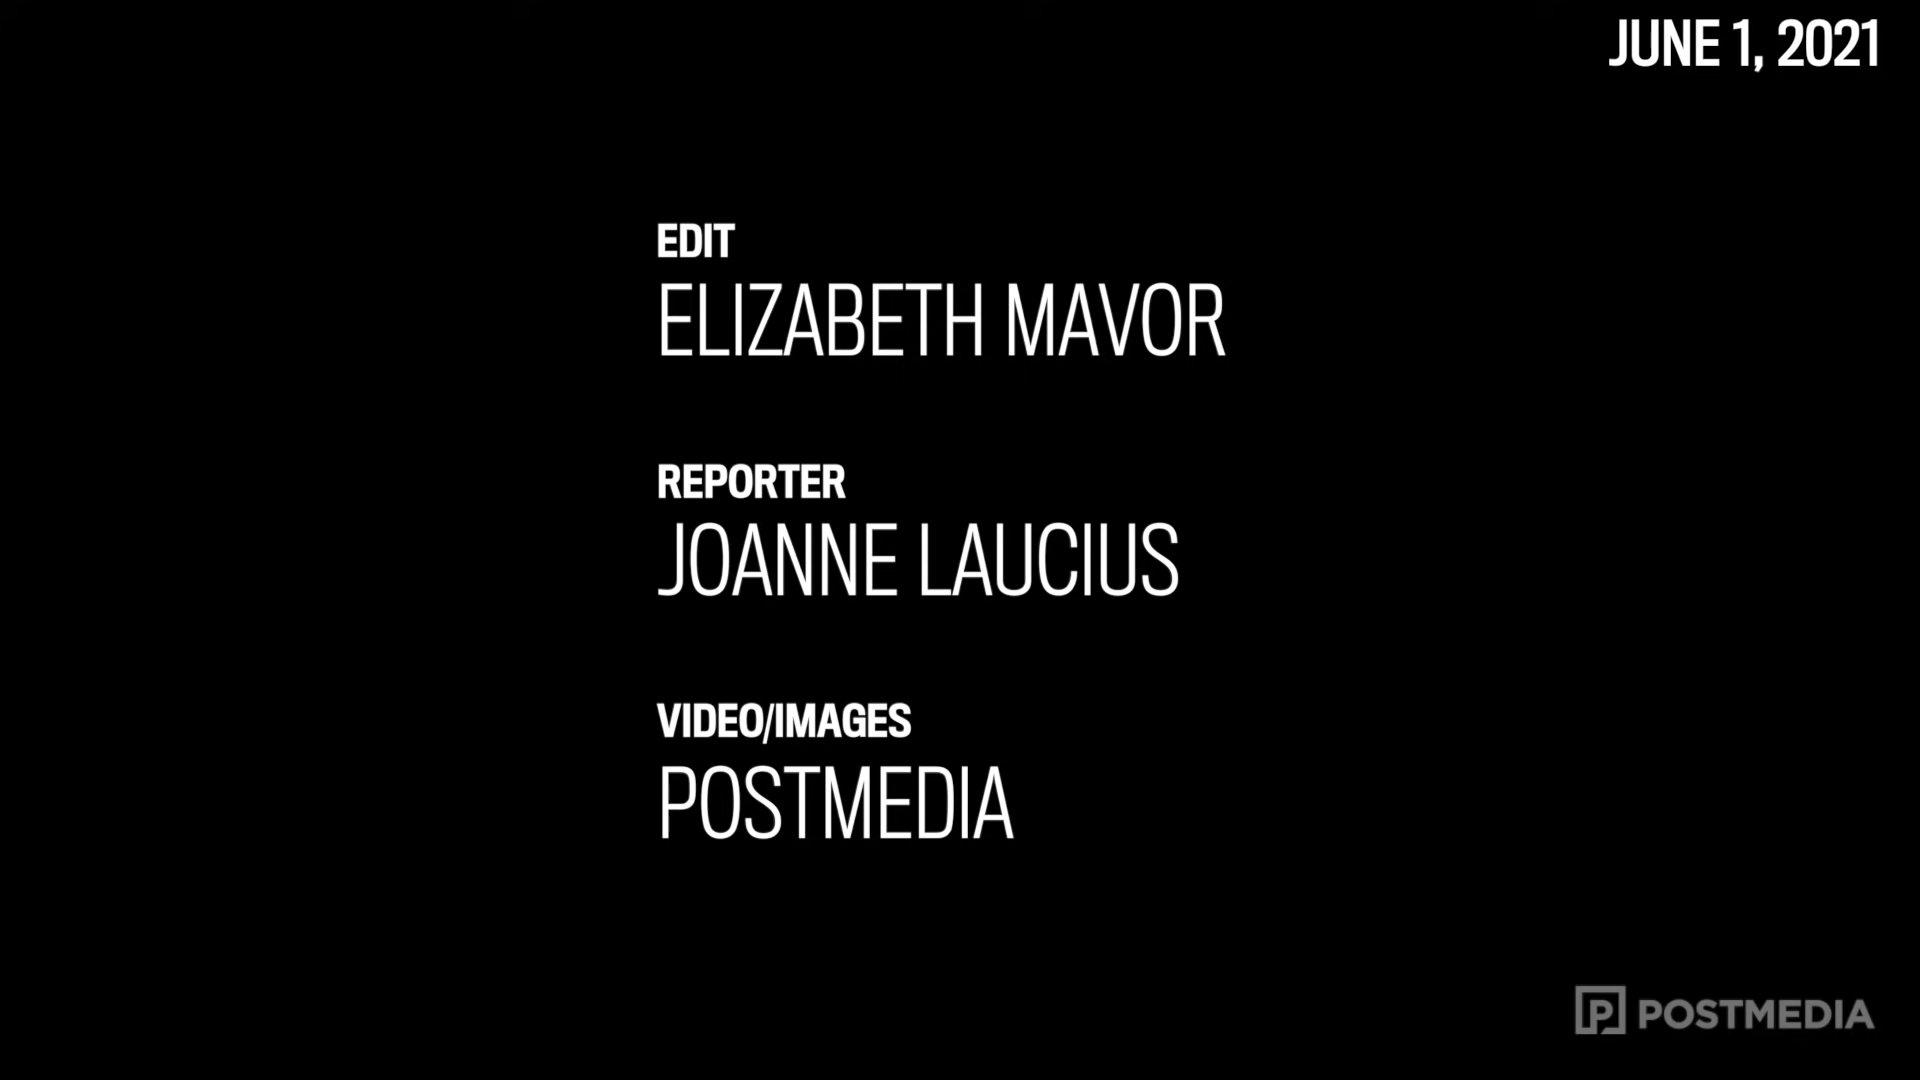 JUNE 1, 2021
EDIT
ELIZABETH MAVOR
REPORTER
JOANNE LAUCIUS
VIDEO/IMAGES
POSTMEDIA
P POSTMEDIA